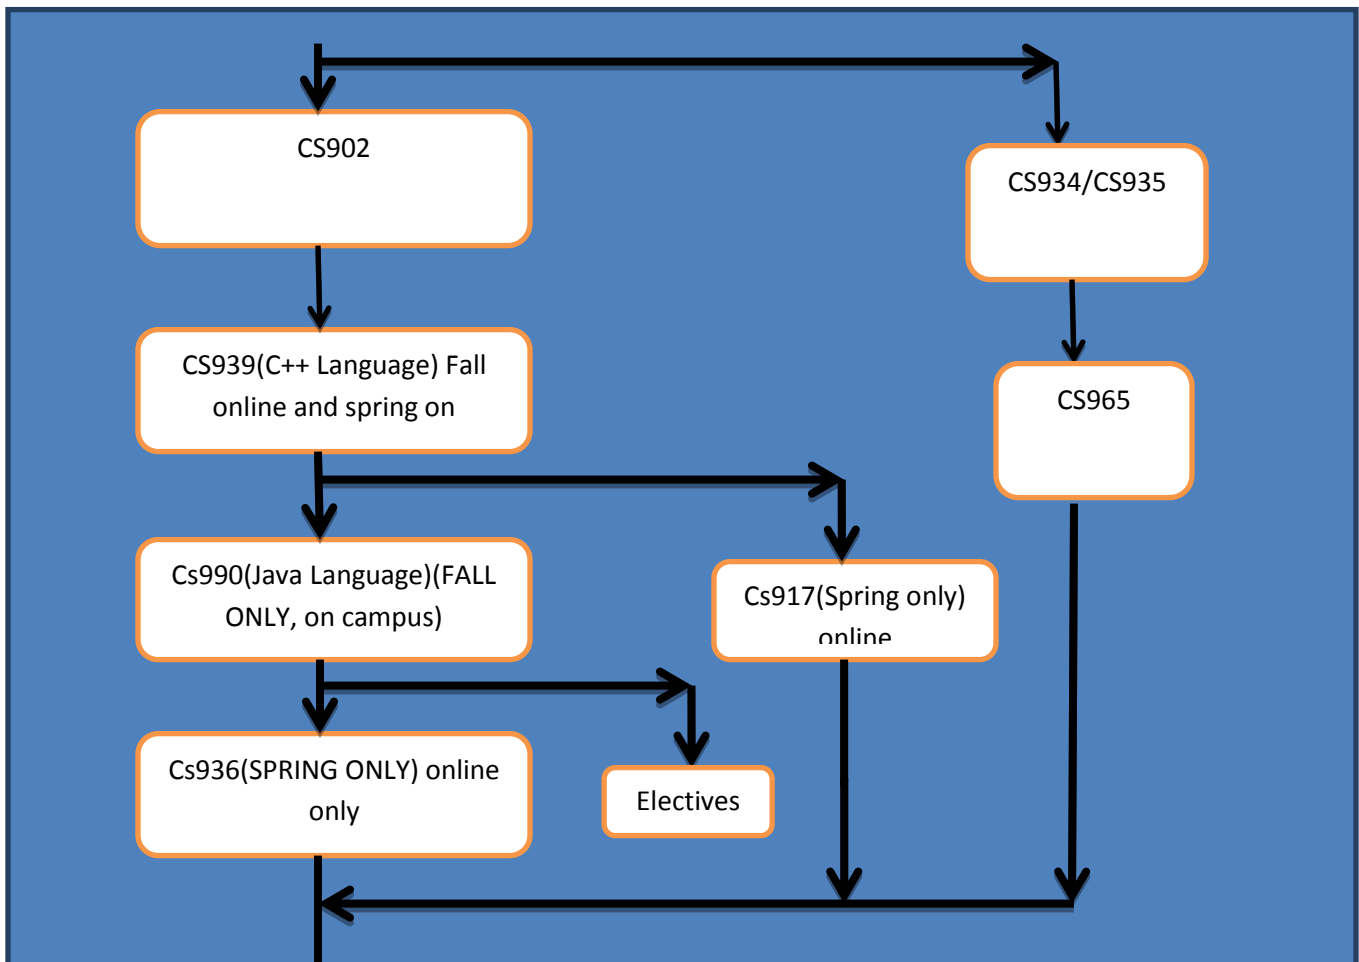 CS902
CS934/CS935
CS939(C++ Language) Fall
online and spring on
CS965
Cs990(Java Language)(FALL
ONLY, on campus)
Cs917(Spring only)
online
Cs936(SPRING ONLY) online
only
Electives